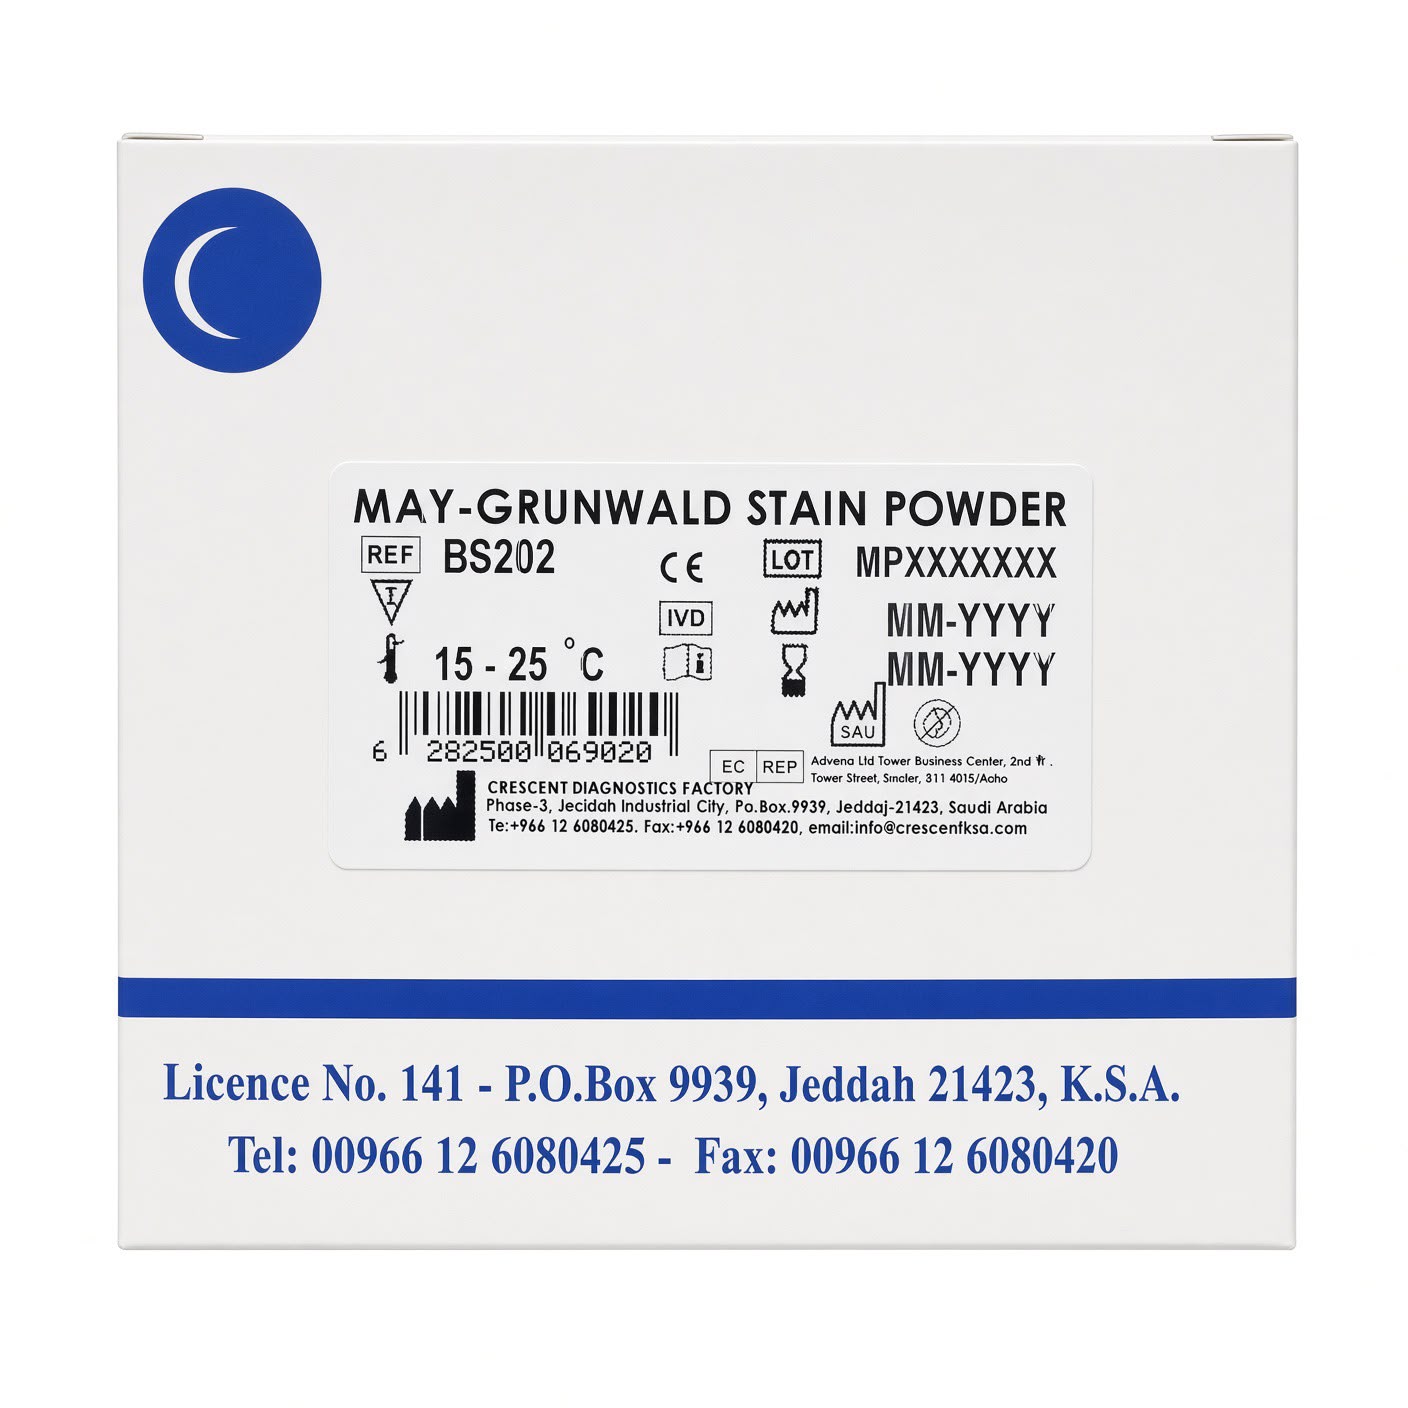 MAY-GRUNWALD STAIN POWDER
REF BS202 CE LOT MPXXXXXXX
IVD MM-YYYY
15 - 25 °C i MM-YYYY
SAU
6 282500 069020
EC REP Advena Ltd Tower Business Center, 2nd
Tower Street, Smcler, 311 4015/Aoho
CRESCENT DIAGNOSTICS FACTORY
Phase-3, Jecidah Industrial City, Po.Box.9939, Jeddaj-21423, Saudi Arabia
Te:+966 12 6080425. Fax:+966 12 6080420, email:info@crescenfksa.com
Licence No. 141 - P.O.Box 9939, Jeddah 21423, K.S.A.
Tel: 00966 12 6080425 - Fax: 00966 12 6080420